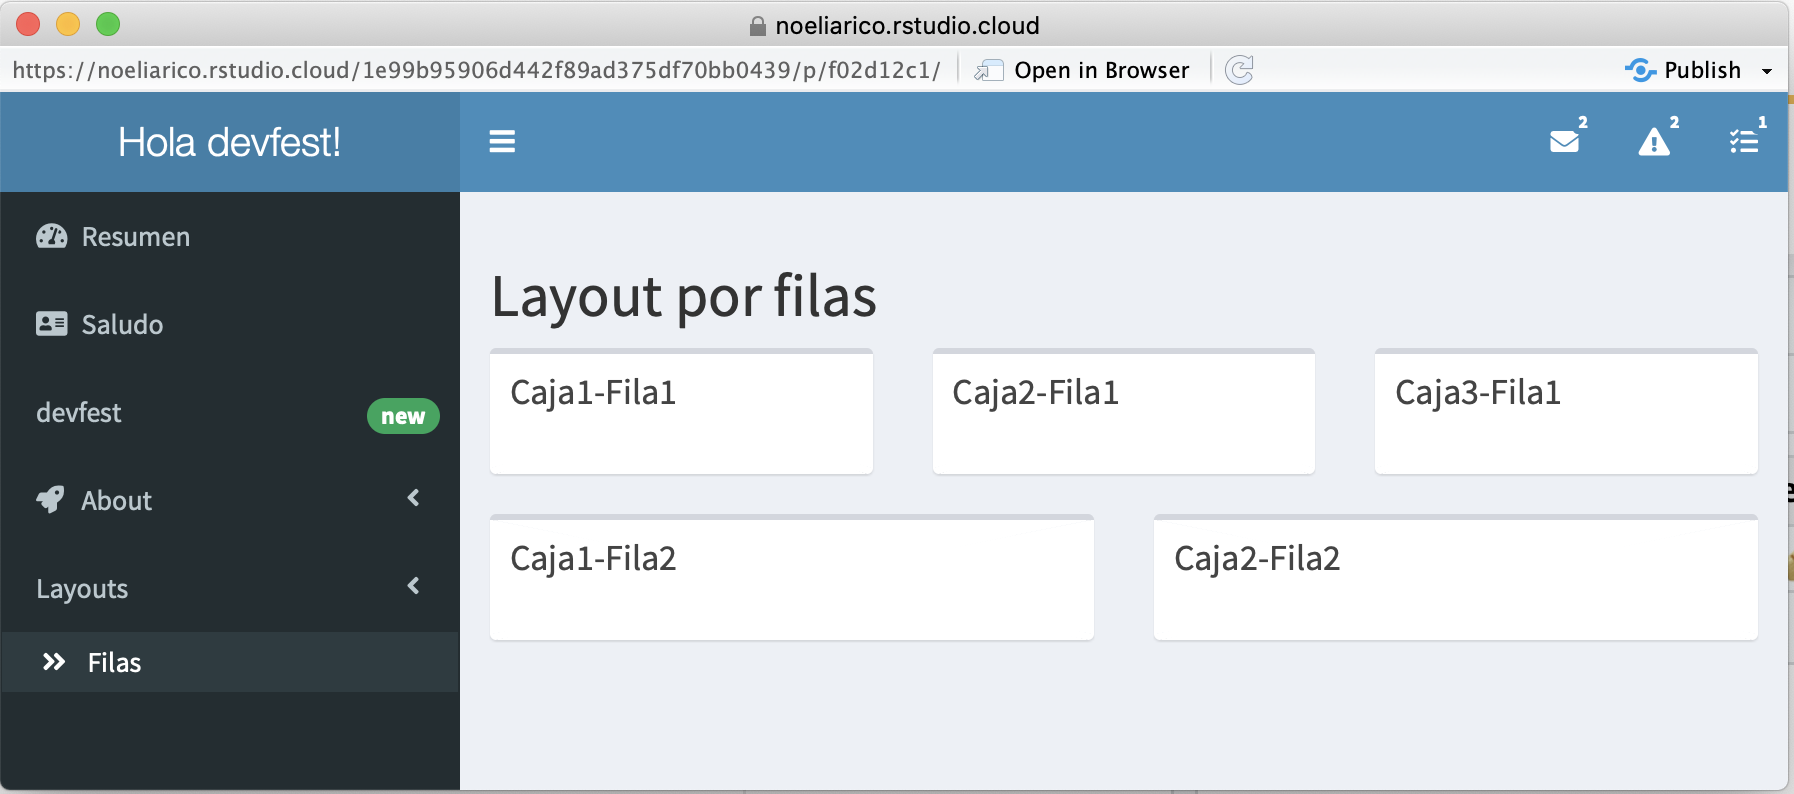 noeliarico.rstudio.cloud
https://noeliarico.rstudio.cloud/1e99b95906d442f89ad375df70bb0439/p/f02d12c1/ Open in Browser Publish
Hola devfest! 2 2 1
Resumen
Saludo
devfest new
About
Layouts
Filas
Layout por filas
Caja1-Fila1 Caja2-Fila1 Caja3-Fila1
Caja1-Fila2 Caja2-Fila2